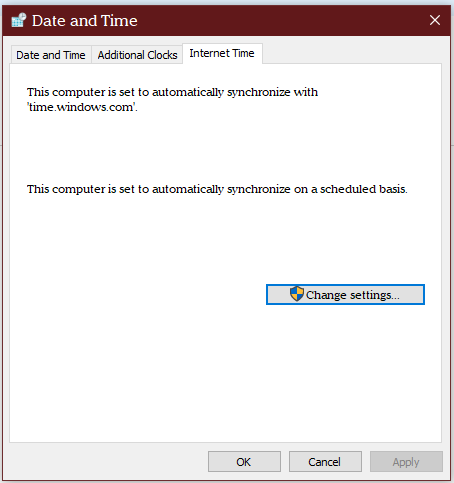 Date and Time
Date and Time
Additional Clocks
Internet Time
This computer is set to automatically synchronize with
'time.windows.com'.
This computer is set to automatically synchronize on a scheduled basis.
Change settings...
OK
Cancel
Apply